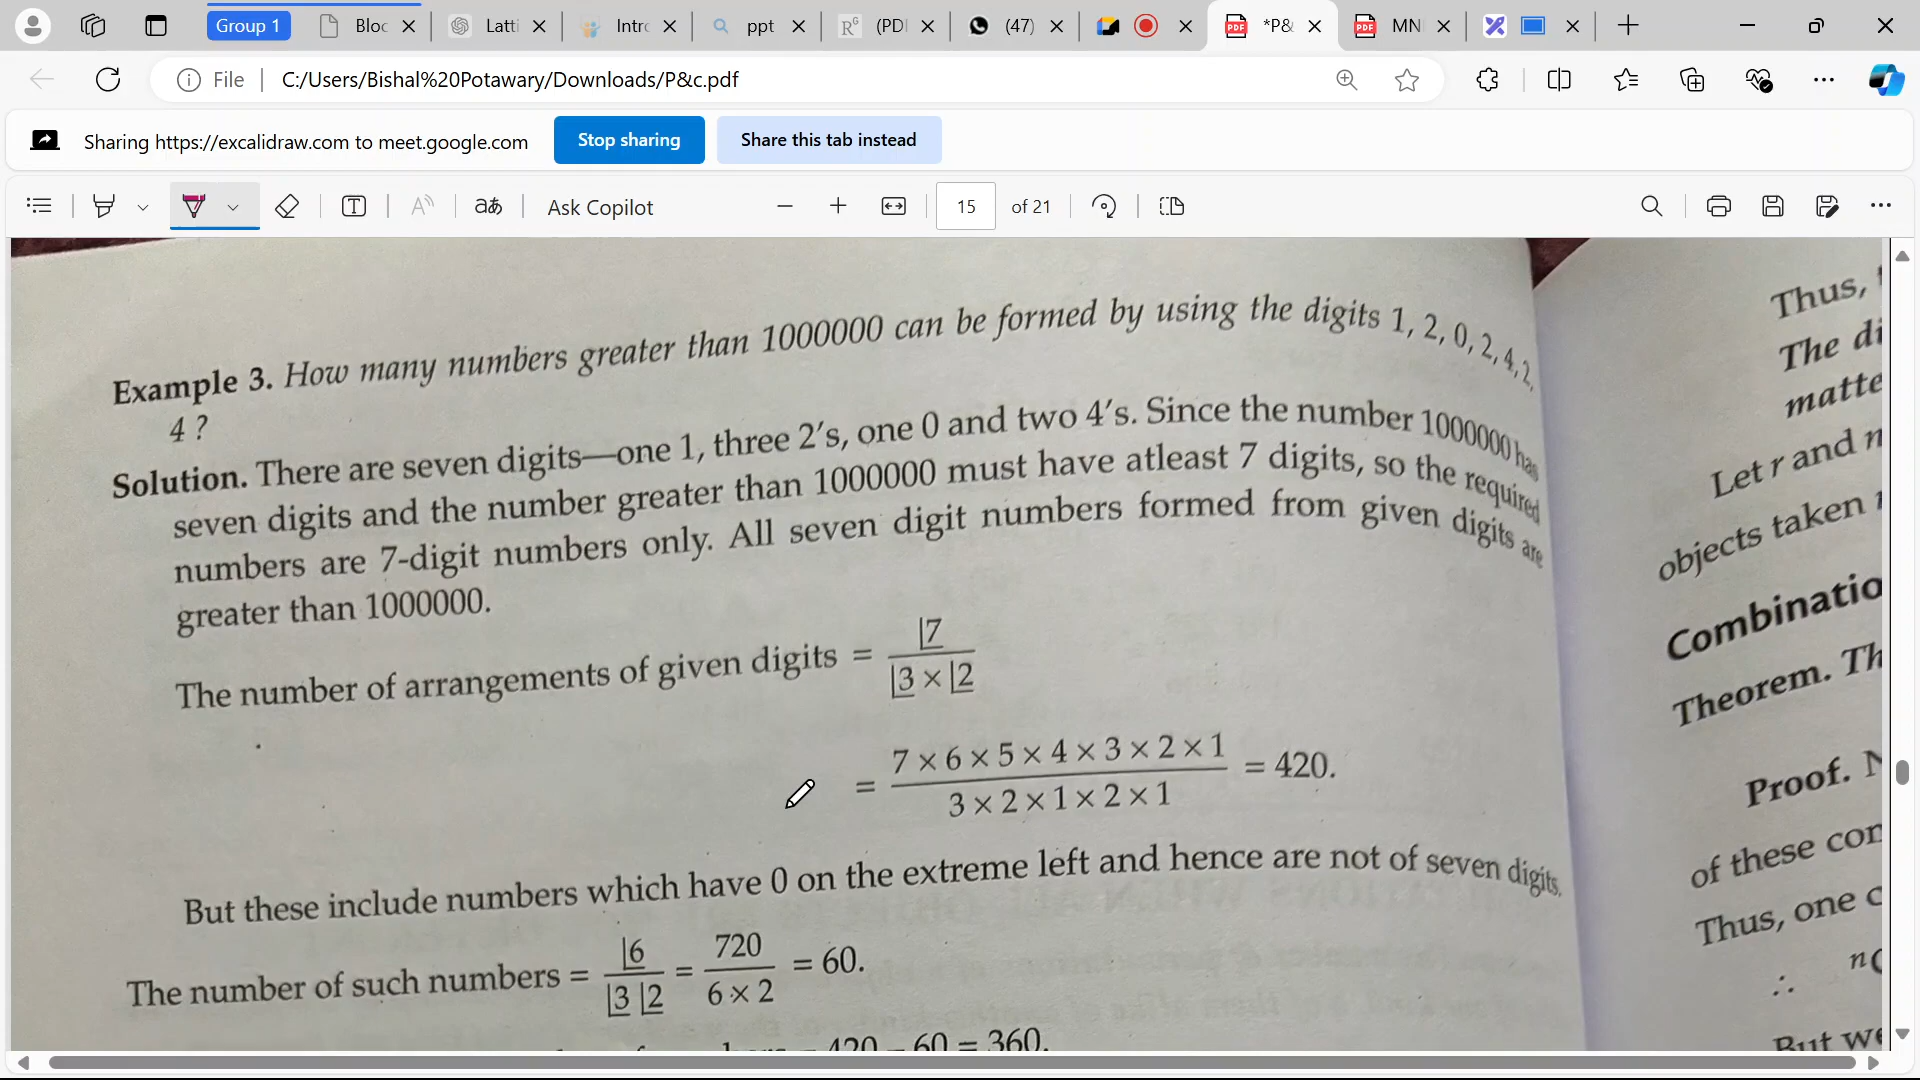 Group 1
Bloc
Latti
Intro
ppt
(PD
(47)
*P&
MN
File
C:/Users/Bishal%20Potawary/Downloads/P&c.pdf
Sharing https://excalidraw.com to meet.google.com
Stop sharing
Share this tab instead
Ask Copilot
15
of 21
Example 3. How many numbers greater than 1000000 can be formed by using the digits 1, 2, 0, 2, 4, 2,
4 ?
Solution. There are seven digits—one 1, three 2's, one 0 and two 4's. Since the number 1000000 has
seven digits and the number greater than 1000000 must have atleast 7 digits, so the required
numbers are 7-digit numbers only. All seven digit numbers formed from given digits are
greater than 1000000.
The number of arrangements of given digits = |7 / |3 × |2
= 7 × 6 × 5 × 4 × 3 × 2 × 1 / 3 × 2 × 1 × 2 × 1 = 420.
But these include numbers which have 0 on the extreme left and hence are not of seven digits.
The number of such numbers = |6 / |3 |2 = 720 / 6 × 2 = 60.
420 – 60 = 360.
Thus,
The di
matte
Let r and n
objects taken
Combinatio
Theorem. Th
Proof. N
of these con
Thus, one c
∴ nC
But we